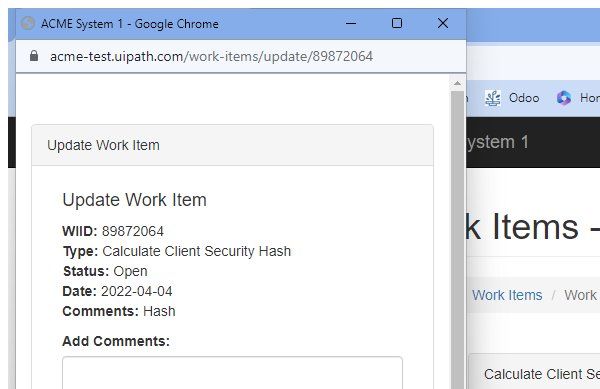 ACME System 1 - Google Chrome
acme-test.uipath.com/work-items/update/89872064
Odoo
Update Work Item
ystem 1
Update Work Item
WIID: 89872064
Type: Calculate Client Security Hash
Status: Open
Date: 2022-04-04
Comments: Hash
Add Comments:
k Items -
Work Items / Work
Calculate Client Se